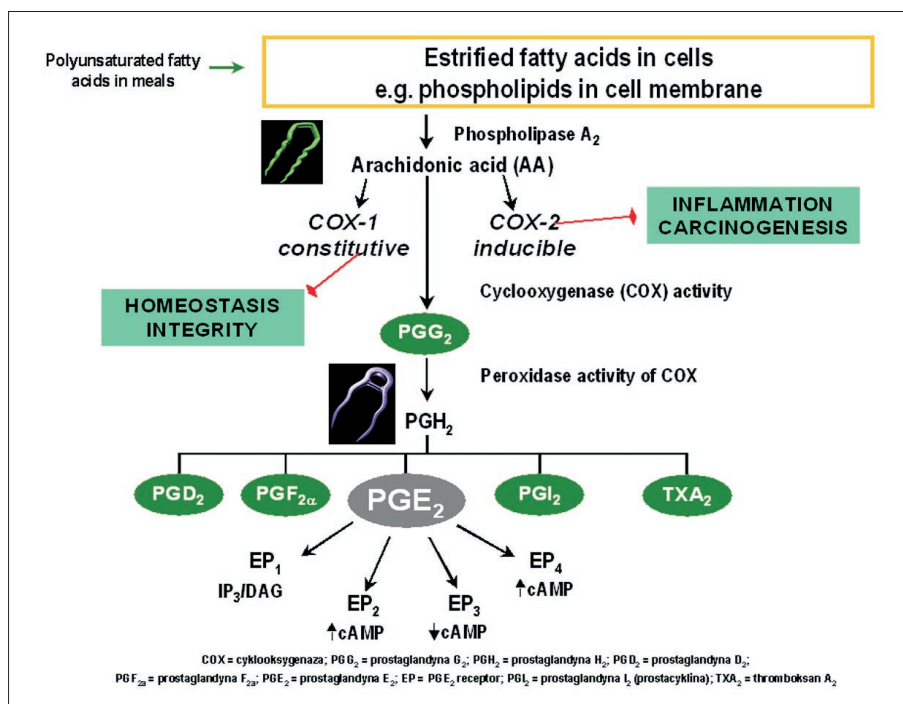 Polyunsaturated fatty
acids in meals
Estrified fatty acids in cells
e.g. phospholipids in cell membrane
Phospholipase A₂
Arachidonic acid (AA)
COX-1
constitutive
COX-2
inducible
INFLAMMATION
CARCINOGENESIS
HOMEOSTASIS
INTEGRITY
Cyclooxygenase (COX) activity
PGG₂
Peroxidase activity of COX
PGH₂
PGD₂
PGF₂α
PGE₂
PGI₂
TXA₂
EP₁
IP₃/DAG
EP₂
↑cAMP
EP₃
↓cAMP
EP₄
↑cAMP
COX = cyklooksygenaza; PGG₂ = prostaglandyna G₂; PGH₂ = prostaglandyna H₂; PGD₂ = prostaglandyna D₂;
PGF₂ₐ = prostaglandyna F₂ₐ; PGE₂ = prostaglandyna E₂; EP = PGE₂ receptor; PGI₂ = prostaglandyna I₂ (prostacyklina); TXA₂ = thromboksan A₂